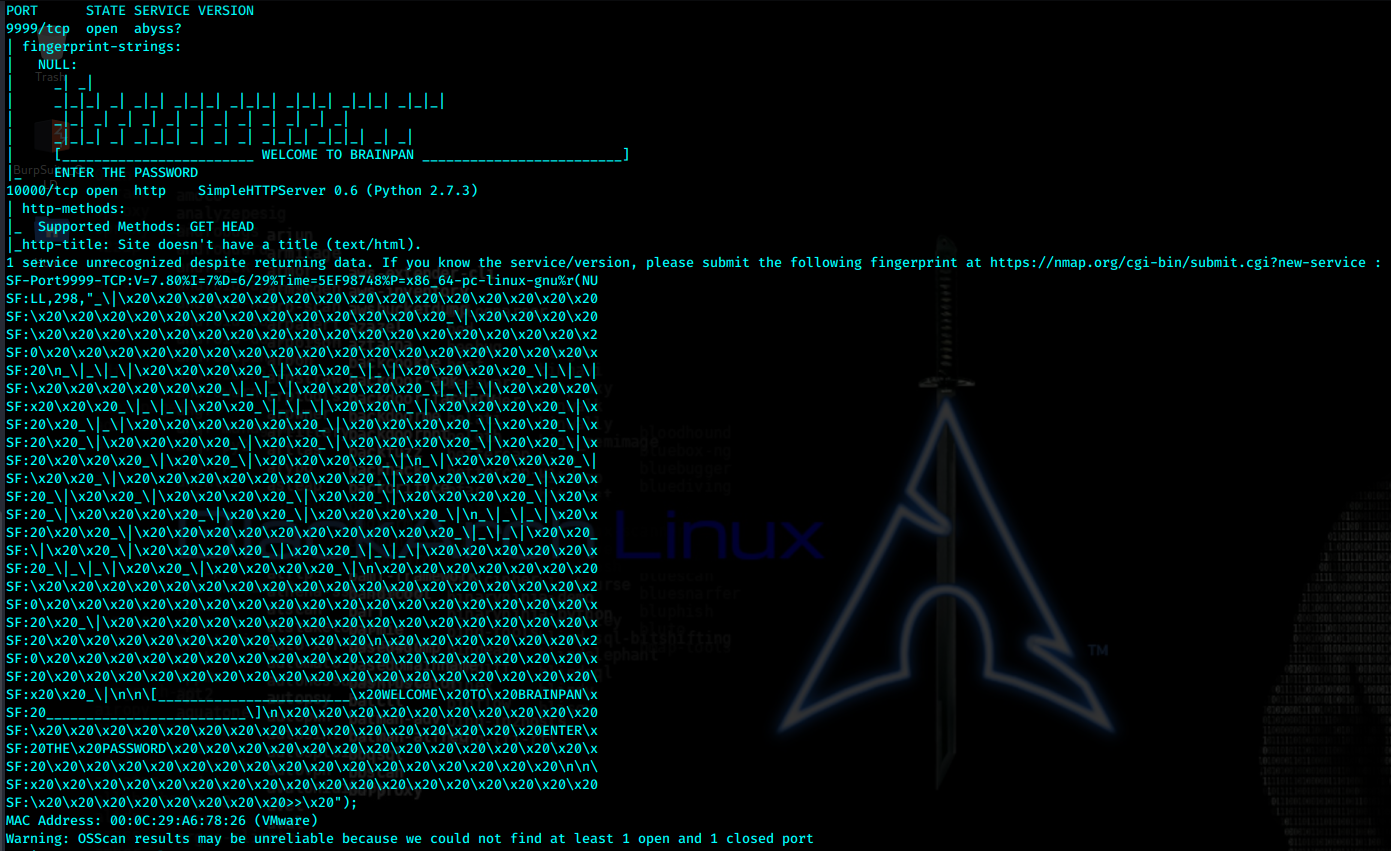 PORT      STATE SERVICE VERSION
9999/tcp  open  abyss?
| fingerprint-strings:
|   NULL:
|     _| _|
|     _|_|_| _| _|_| _|_|_| _|_|_| _|_|_| _|_|_| _|_|_|
|     _|_| _| _| _| _| _| _| _| _| _| _| _|
|     _|_|_| _| _|_|_| _| _| _| _|_|_| _|_|_| _| _|
|     [________________________ WELCOME TO BRAINPAN _________________________]
|_    ENTER THE PASSWORD
10000/tcp open  http    SimpleHTTPServer 0.6 (Python 2.7.3)
| http-methods:
|_  Supported Methods: GET HEAD
|_http-title: Site doesn't have a title (text/html).
1 service unrecognized despite returning data. If you know the service/version, please submit the following fingerprint at https://nmap.org/cgi-bin/submit.cgi?new-service :
SF-Port9999-TCP:V=7.80%I=7%D=6/29%Time=5EF98748%P=x86_64-pc-linux-gnu%r(NU
SF:LL,298,"_\|\x20\x20\x20\x20\x20\x20\x20\x20\x20\x20\x20\x20\x20\x20\x20
SF:\x20\x20\x20\x20\x20\x20\x20\x20\x20\x20\x20\x20_\|\x20\x20\x20\x20
SF:\x20\x20\x20\x20\x20\x20\x20\x20\x20\x20\x20\x20\x20\x20\x20\x20\x20\x2
SF:0\x20\x20\x20\x20\x20\x20\x20\x20\x20\x20\x20\x20\x20\x20\x20\x20\x20\x
SF:20\n_\|_\|_\|\x20\x20\x20\x20_\|\x20\x20_\|_\|\x20\x20\x20\x20_\|_\|_\|
SF:\x20\x20\x20\x20\x20\x20_\|_\|_\|\x20\x20\x20\x20_\|_\|_\|\x20\x20\x20\
SF:x20\x20\x20_\|_\|_\|\x20\x20_\|_\|_\|\x20\x20\n_\|\x20\x20\x20\x20_\|\x
SF:20\x20_\|_\|\x20\x20\x20\x20\x20\x20_\|\x20\x20\x20\x20_\|\x20\x20_\|\x
SF:20\x20_\|\x20\x20\x20\x20_\|\x20\x20_\|\x20\x20\x20\x20_\|\x20\x20_\|\x
SF:20\x20\x20\x20_\|\x20\x20_\|\x20\x20\x20\x20_\|\n_\|\x20\x20\x20\x20_\|
SF:\x20\x20_\|\x20\x20\x20\x20\x20\x20\x20\x20_\|\x20\x20\x20\x20_\|\x20\x
SF:20_\|\x20\x20_\|\x20\x20\x20\x20_\|\x20\x20_\|\x20\x20\x20\x20_\|\x20\x
SF:20_\|\x20\x20\x20\x20_\|\x20\x20_\|\x20\x20\x20\x20_\|\n_\|_\|_\|\x20\x
SF:20\x20\x20_\|\x20\x20\x20\x20\x20\x20\x20\x20\x20\x20_\|_\|_\|\x20\x20_
SF:\|\x20\x20_\|\x20\x20\x20\x20_\|\x20\x20_\|_\|_\|\x20\x20\x20\x20\x20\x
SF:20_\|_\|_\|\x20\x20_\|\x20\x20\x20\x20_\|\n\x20\x20\x20\x20\x20\x20\x20
SF:\x20\x20\x20\x20\x20\x20\x20\x20\x20\x20\x20\x20\x20\x20\x20\x20\x20\x2
SF:0\x20\x20\x20\x20\x20\x20\x20\x20\x20\x20\x20\x20\x20\x20\x20\x20\x20\x
SF:20\x20_\|\x20\x20\x20\x20\x20\x20\x20\x20\x20\x20\x20\x20\x20\x20\x20\x
SF:20\x20\x20\x20\x20\x20\x20\x20\x20\x20\x20\x20\x20\x20\x20\x20\x20\x2
SF:0\x20\x20\x20\x20\x20\x20\x20\x20\x20\x20\x20\x20\x20\x20\x20\x20\x20\x
SF:20\x20\x20\x20\x20\x20\x20\x20\x20\x20\x20\x20\x20\x20\x20\x20\x20\x20\
SF:x20\x20_\|\n\n\[________________________\x20WELCOME\x20TO\x20BRAINPAN\x
SF:20_________________________\]\n\x20\x20\x20\x20\x20\x20\x20\x20\x20\x20
SF:\x20\x20\x20\x20\x20\x20\x20\x20\x20\x20\x20\x20\x20\x20\x20\x20ENTER\x
SF:20THE\x20PASSWORD\x20\x20\x20\x20\x20\x20\x20\x20\x20\x20\x20\x20\x20\x
SF:20\x20\x20\x20\x20\x20\x20\x20\x20\x20\x20\x20\x20\x20\x20\x20\x20\n\n\
SF:x20\x20\x20\x20\x20\x20\x20\x20\x20\x20\x20\x20\x20\x20\x20\x20\x20\x20
SF:\x20\x20\x20\x20\x20\x20\x20\x20>>\x20");
MAC Address: 00:0C:29:A6:78:26 (VMware)
Warning: OSScan results may be unreliable because we could not find at least 1 open and 1 closed port
Trash
Linux
TM